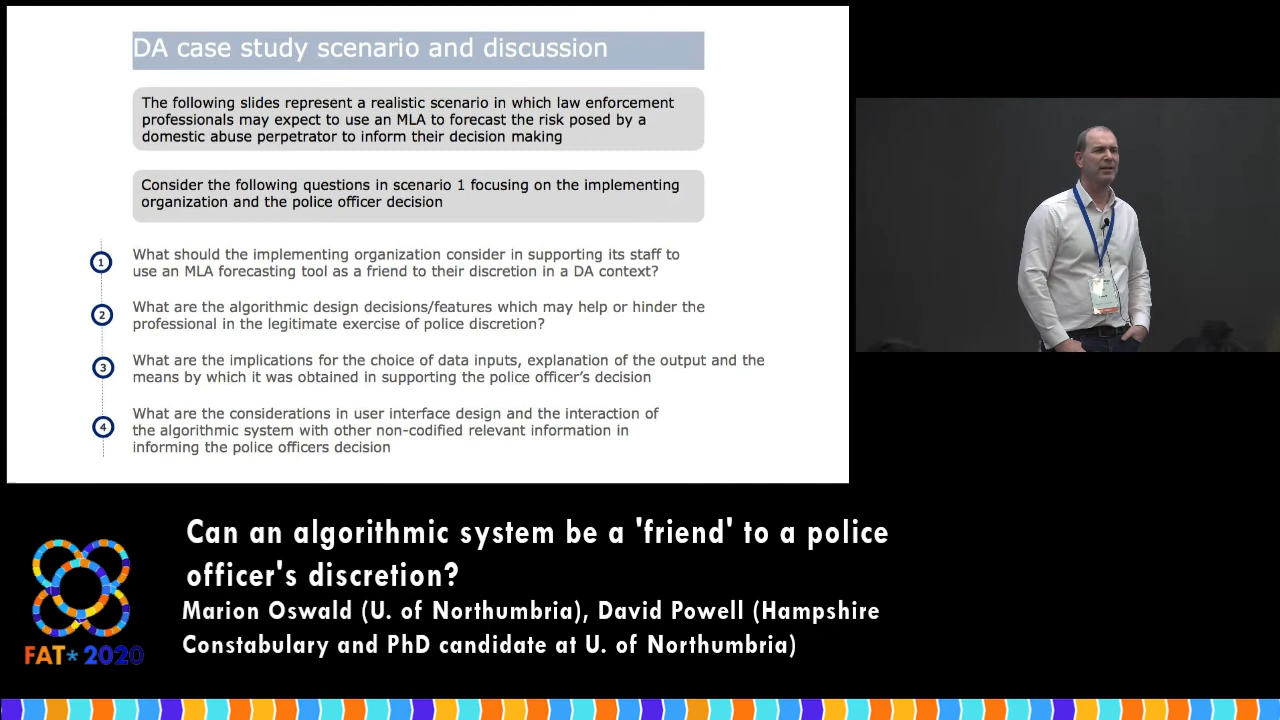 DA case study scenario and discussion
The following slides represent a realistic scenario in which law enforcement
professionals may expect to use an MLA to forecast the risk posed by a
domestic abuse perpetrator to inform their decision making
Consider the following questions in scenario 1 focusing on the implementing
organization and the police officer decision
1
What should the implementing organization consider in supporting its staff to
use an MLA forecasting tool as a friend to their discretion in a DA context?
2
What are the algorithmic design decisions/features which may help or hinder the
professional in the legitimate exercise of police discretion?
3
What are the implications for the choice of data inputs, explanation of the output and the
means by which it was obtained in supporting the police officer's decision
4
What are the considerations in user interface design and the interaction of
the algorithmic system with other non-codified relevant information in
informing the police officers decision
Can an algorithmic system be a 'friend' to a police
officer's discretion?
Marion Oswald (U. of Northumbria), David Powell (Hampshire
Constabulary and PhD candidate at U. of Northumbria)
FAT* 2020